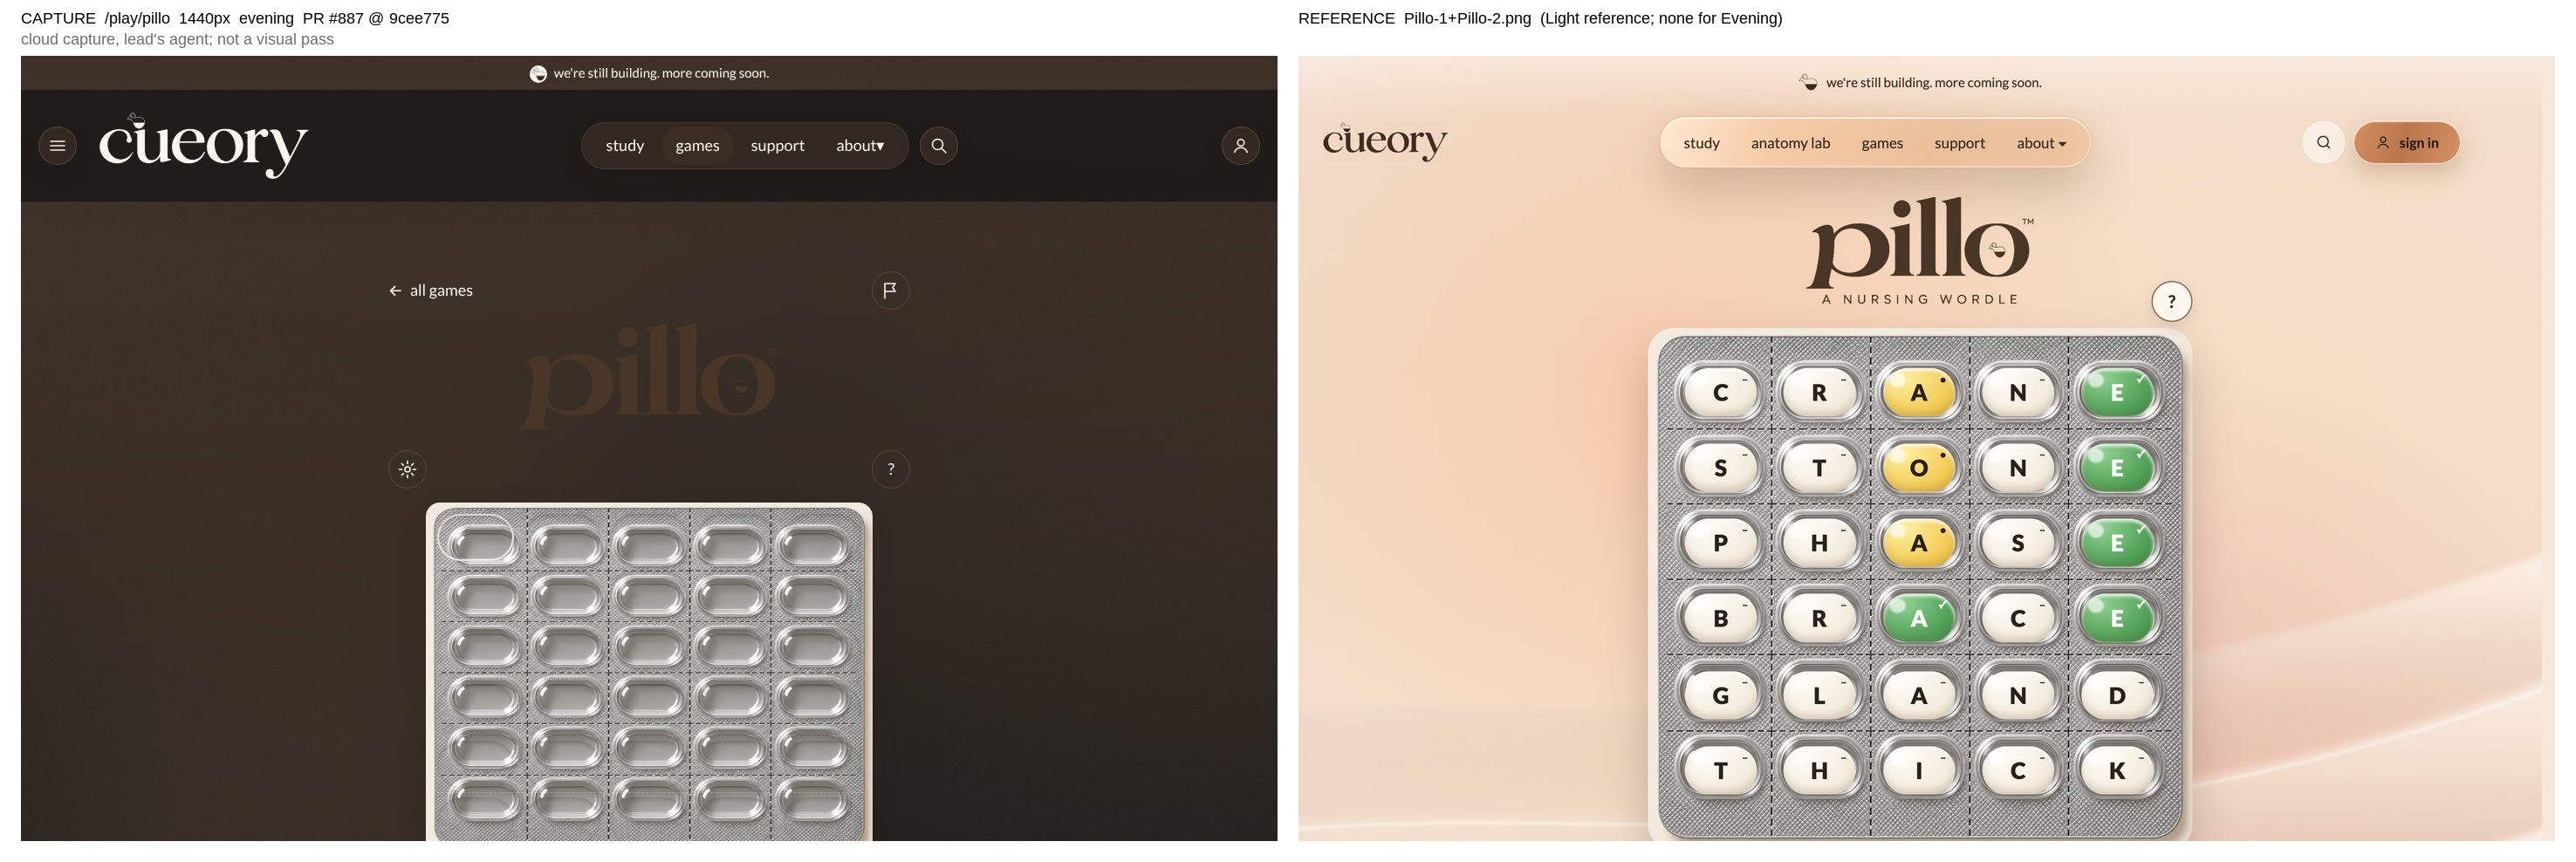 CAPTURE /play/pillo 1440px evening PR #887 @ 9cee775
cloud capture, lead's agent; not a visual pass
we're still building. more coming soon.
cueory
study games support about▾
← all games
pillo™
?
REFERENCE Pillo-1+Pillo-2.png (Light reference; none for Evening)
we're still building. more coming soon.
cueory
study anatomy lab games support about ▾
sign in
pillo™
A NURSING WORDLE
?
C R A N E
S T O N E
P H A S E
B R A C E
G L A N D
T H I C K